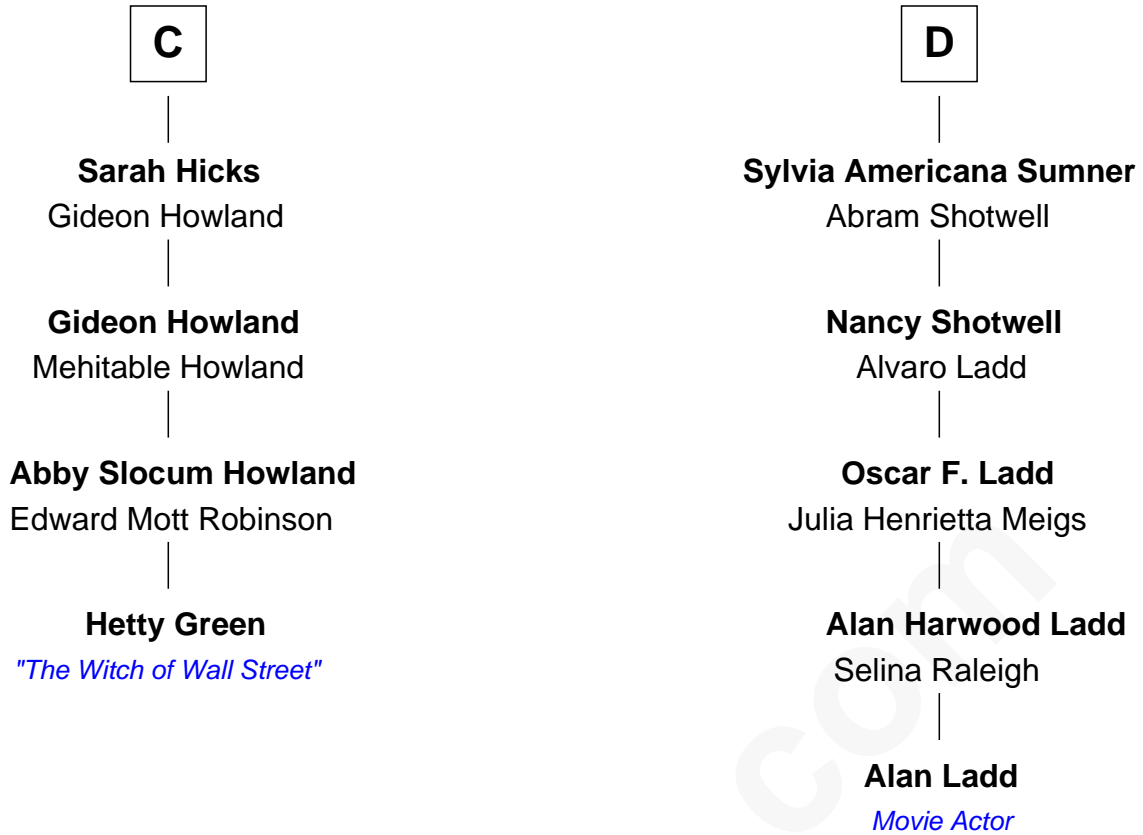 C
Sarah Hicks
Gideon Howland
Gideon Howland
Mehitable Howland
Abby Slocum Howland
Edward Mott Robinson
Hetty Green
"The Witch of Wall Street"
D
Sylvia Americana Sumner
Abram Shotwell
Nancy Shotwell
Alvaro Ladd
Oscar F. Ladd
Julia Henrietta Meigs
Alan Harwood Ladd
Selina Raleigh
Alan Ladd
Movie Actor
com